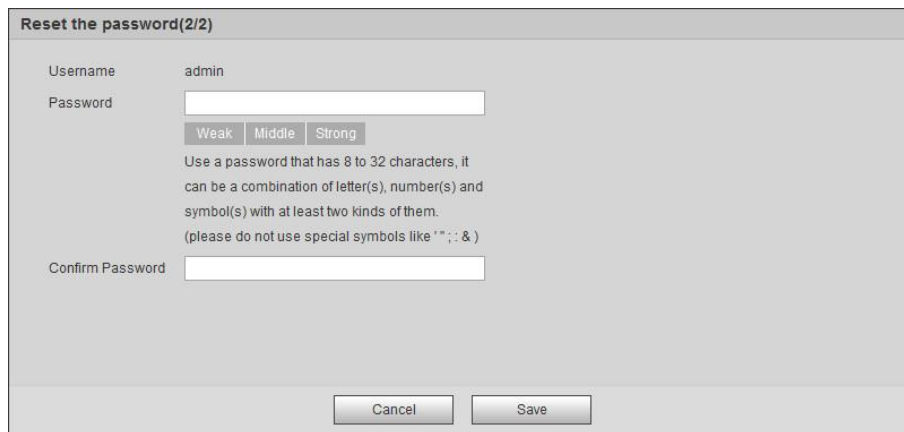 Reset the password(2/2)
Username admin
Password
Weak Middle Strong
Use a password that has 8 to 32 characters, it
can be a combination of letter(s), number(s) and
symbol(s) with at least two kinds of them.
(please do not use special symbols like ' " ; : & )
Confirm Password
Cancel Save